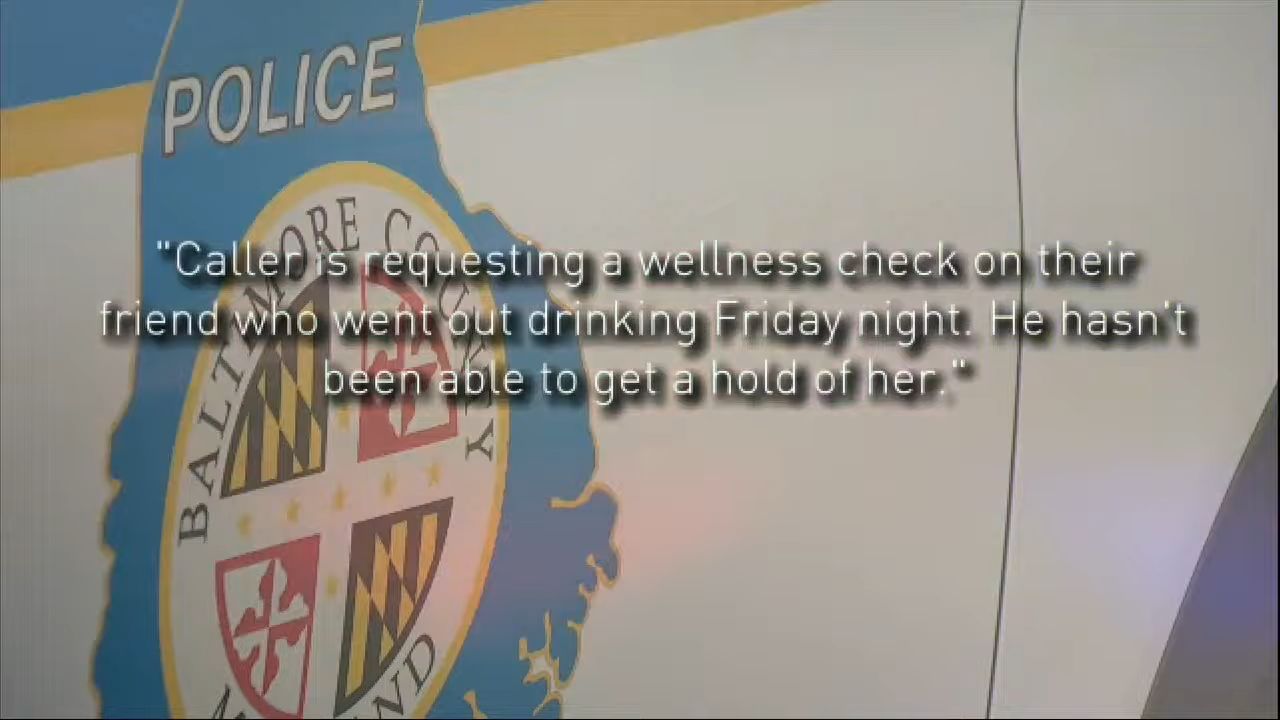 POLICE
BALTIMORE COUNTY
"Caller is requesting a wellness check on their
friend who went out drinking Friday night. He hasn't
been able to get a hold of her."